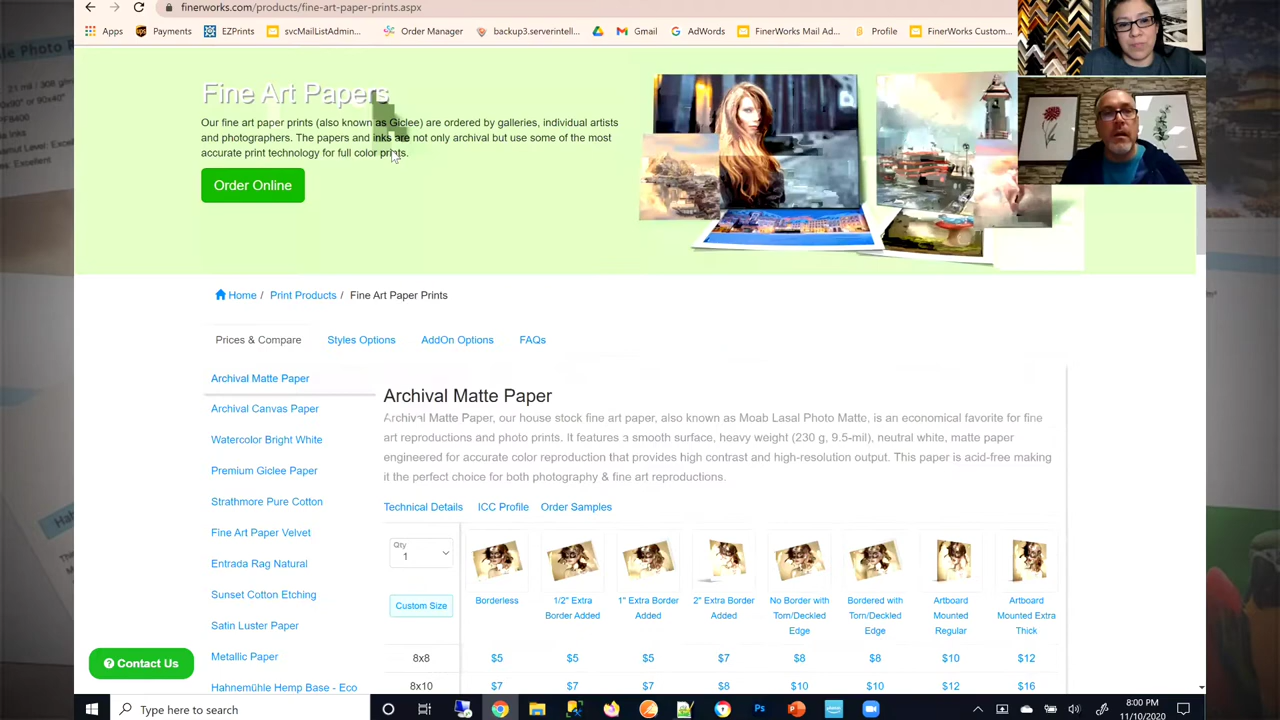 finerworks.com/products/fine-art-paper-prints.aspx
Apps Payments EZPrints svcMailListAdmin... Order Manager backup3.serverintell... Gmail AdWords FinerWorks Mail Ad... Profile FinerWorks Custom...
Fine Art Papers
Our fine art paper prints (also known as Giclee) are ordered by galleries, individual artists
and photographers. The papers and inks are not only archival but use some of the most
accurate print technology for full color prints.
Order Online
Home / Print Products / Fine Art Paper Prints
Prices & Compare Styles Options AddOn Options FAQs
Archival Matte Paper
Archival Canvas Paper
Watercolor Bright White
Premium Giclee Paper
Strathmore Pure Cotton
Fine Art Paper Velvet
Entrada Rag Natural
Sunset Cotton Etching
Satin Luster Paper
Metallic Paper
Hahnemühle Hemp Base - Eco
Archival Matte Paper
Archival Matte Paper, our house stock fine art paper, also known as Moab Lasal Photo Matte, is an economical favorite for fine
art reproductions and photo prints. It features a smooth surface, heavy weight (230 g, 9.5-mil), neutral white, matte paper
engineered for accurate color reproduction that provides high contrast and high-resolution output. This paper is acid-free making
it the perfect choice for both photography & fine art reproductions.
Technical Details ICC Profile Order Samples
Qty
1
Custom Size
Borderless
1/2" Extra
Border Added
1" Extra Border
Added
2" Extra Border
Added
No Border with
Torn/Deckled
Edge
Bordered with
Torn/Deckled
Edge
Artboard
Mounted
Regular
Artboard
Mounted Extra
Thick
8x8 $5 $5 $5 $7 $8 $8 $10 $12
8x10 $7 $7 $7 $8 $10 $10 $12 $16
Contact Us
Type here to search
8:00 PM
11/10/2020